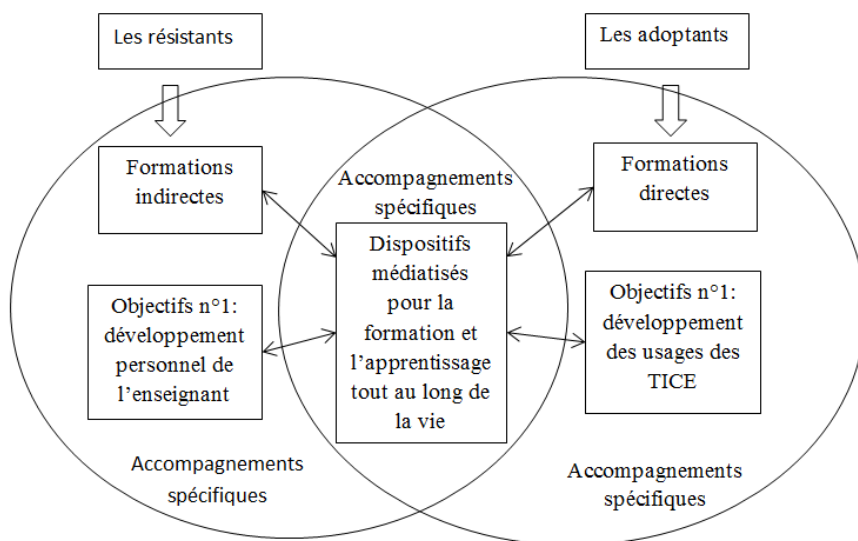 Les résistants
Les adoptants
Formations
indirectes
Accompagnements
spécifiques
Formations
directes
Dispositifs
médiatisés
pour la
formation et
l'apprentissage
tout au long de
la vie
Objectifs n°1:
développement
personnel de
l'enseignant
Objectifs n°1:
développement
des usages des
TICE
Accompagnements
spécifiques
Accompagnements
spécifiques